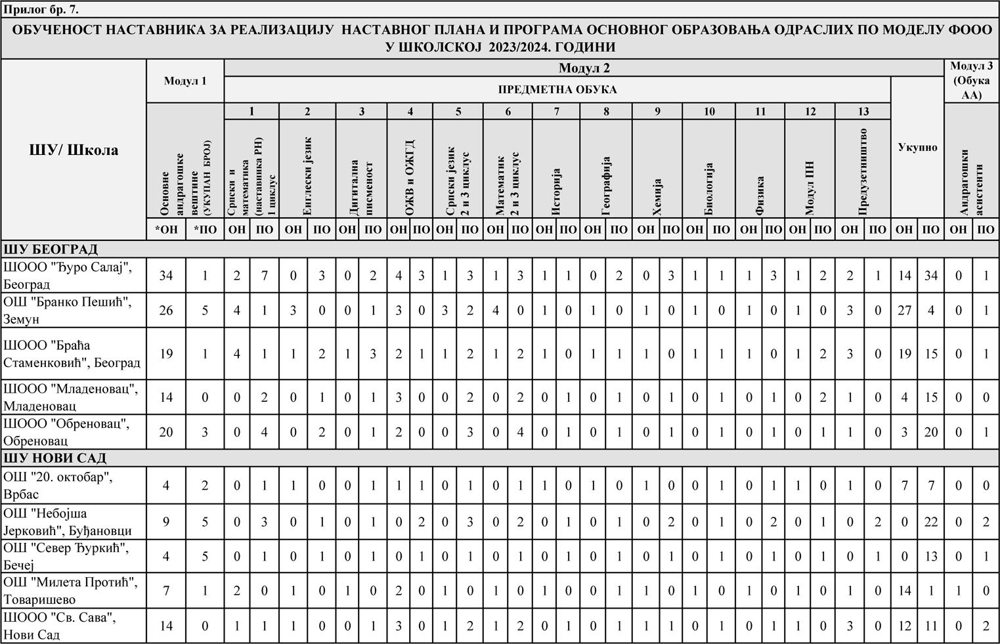 Прилог бр. 7.
ОБУЧЕНОСТ НАСТАВНИКА ЗА РЕАЛИЗАЦИЈУ НАСТАВНОГ ПЛАНА И ПРОГРАМА ОСНОВНОГ ОБРАЗОВАЊА ОДРАСЛИХ ПО МОДЕЛУ ФООО
У ШКОЛСКОЈ 2023/2024. ГОДИНИ
ШУ/ Школа
Модул 1
Модул 2
Модул 3
(Обука
АА)
ПРЕДМЕТНА ОБУКА
Укупно
1 2 3 4 5 6 7 8 9 10 11 12 13
Основне
андрагошке
вештине
(УКУПАН БРОЈ)
Српски и
математика
(наставника РН)
1 циклус
Енглески језик
Дигитална
писменост
ОЖВ и ОЖГД
Српски језик
2 и 3 циклус
Математик
2 и 3 циклус
Историја
Географија
Хемија
Биологија
Физика
Модул ПН
Предузетништво
Андрагошки
асистенти
*ОН *ПО ОН ПО ОН ПО ОН ПО ОН ПО ОН ПО ОН ПО ОН ПО ОН ПО ОН ПО ОН ПО ОН ПО ОН ПО ОН ПО ОН ПО ОН ПО
ШУ БЕОГРАД
ШООО "Ђуро Салај",
Београд
34 1 2 7 0 3 0 2 4 3 1 3 1 3 1 1 0 2 0 3 1 1 1 3 1 2 2 1 14 34 0 1
ОШ "Бранко Пешић",
Земун
26 5 4 1 3 0 0 1 3 0 3 2 4 0 1 0 1 0 1 0 1 0 1 0 1 0 3 0 27 4 0 1
ШООО "Браћа
Стаменковић", Београд
19 1 4 1 1 2 1 3 2 1 1 2 1 2 1 0 1 1 1 0 1 1 1 0 1 2 3 0 19 15 0 1
ШООО "Младеновац",
Младеновац
14 0 0 2 0 1 0 1 3 0 0 2 0 2 0 1 0 1 0 1 0 1 0 1 0 2 1 0 4 15 0 0
ШООО "Обреновац",
Обреновац
20 3 0 4 0 2 0 1 2 0 0 3 0 4 0 1 0 1 0 1 0 1 0 1 0 1 1 0 3 20 0 1
ШУ НОВИ САД
ОШ "20. октобар",
Врбас
4 2 0 1 1 0 0 1 1 1 0 1 0 1 1 0 1 0 1 0 0 1 0 1 1 0 1 0 7 7 0 0
ОШ "Небојша
Јерковић", Буђановци
9 5 0 3 0 1 0 1 0 2 0 3 0 2 0 1 0 1 0 2 0 1 0 2 0 1 0 2 0 22 0 2
ОШ "Север Ђуркић",
Бечеј
4 5 0 1 0 1 0 1 0 1 0 1 0 1 0 1 0 1 0 1 0 1 0 1 0 1 0 1 0 13 0 1
ОШ "Милета Протић",
Товаришево
7 1 2 0 1 0 1 0 2 0 1 0 1 0 1 0 0 1 1 0 1 0 1 0 1 0 1 0 14 1 1 0
ШООО "Св. Сава",
Нови Сад
14 0 1 1 1 0 0 1 3 0 1 2 1 2 0 1 0 1 1 1 0 1 0 1 1 0 3 0 12 11 0 2